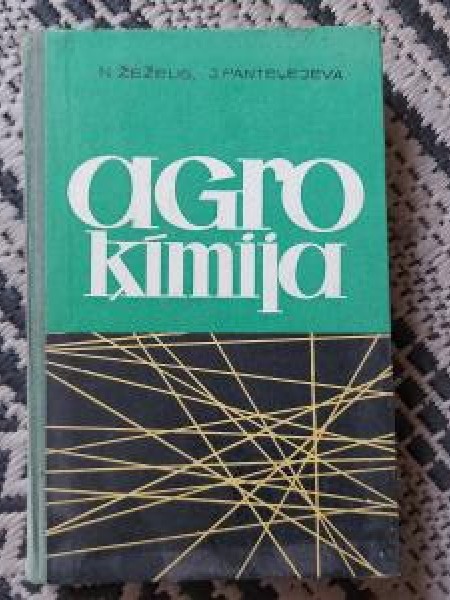 N. ŽEŽELIS, J. PANTEĻEJEVA
agro
ķīmija